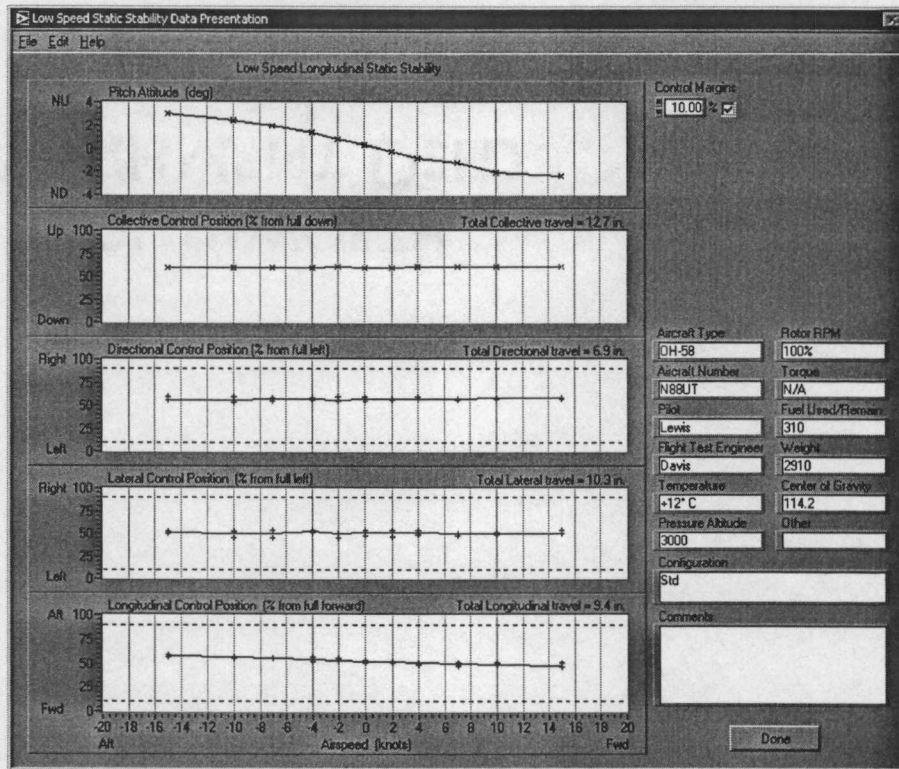 Low Speed Static Stability Data Presentation
File Edit Help
Low Speed Longitudinal Static Stability
Pitch Attitude (deg)
NU
ND
4
2
0
-2
-4
Collective Control Position (% from full down)
Total Collective travel = 12.7 in.
Up
Down
100
75
50
25
0
Directional Control Position (% from full left)
Total Directional travel = 6.9 in.
Right
Left
100
75
50
25
0
Lateral Control Position (% from full left)
Total Lateral travel = 10.3 in.
Right
Left
100
75
50
25
0
Longitudinal Control Position (% from full forward)
Total Longitudinal travel = 9.4 in.
Aft
Fwd
100
75
50
25
0
-20 -18 -16 -14 -12 -10 -8 -6 -4 -2 0 2 4 6 8 10 12 14 16 18 20
Aft Airspeed (knots) Fwd
Control Margins
10.00 %
Aircraft Type
OH-58
Rotor RPM
100%
Aircraft Number
N88UT
Torque
N/A
Pilot
Lewis
Fuel Used/Remain
310
Flight Test Engineer
Davis
Weight
2910
Temperature
+12° C
Center of Gravity
114.2
Pressure Altitude
3000
Other
Configuration
Std
Comments
Done